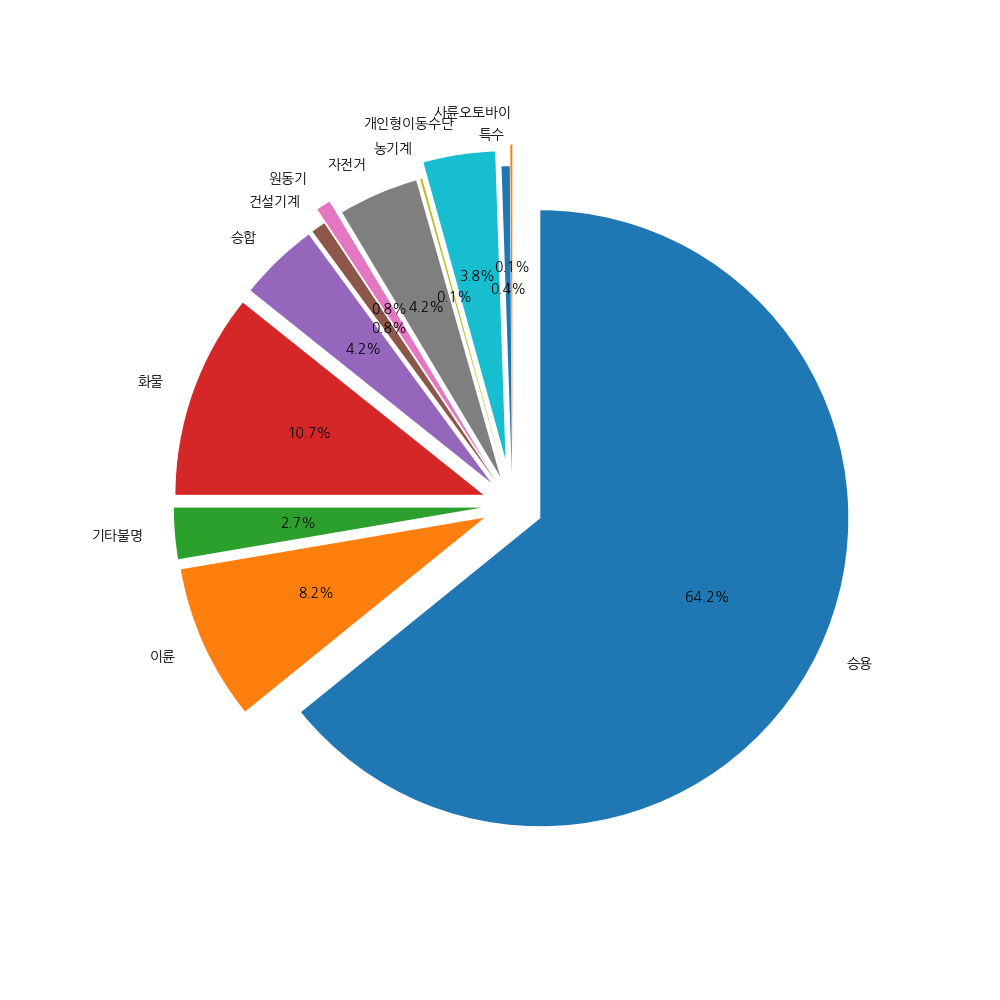 사륜오토바이
개인형이동수단
특수
농기계
자전거
원동기
건설기계
승합
화물
기타불명
이륜
승용
0.1%
3.8%
0.4%
0.1%
4.2%
0.8%
0.8%
4.2%
10.7%
2.7%
8.2%
64.2%